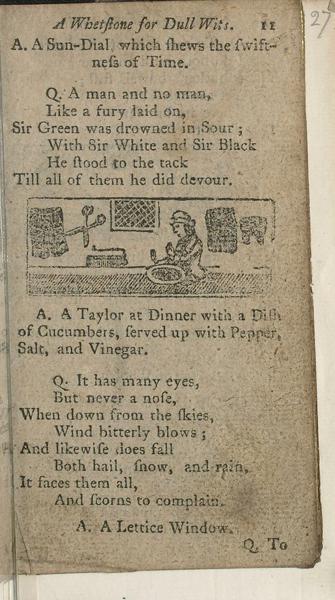 A Whetſtone for Dull Wits. 11
27
A. A Sun-Dial, which ſhews the ſwift-
neſs of Time.
Q. A man and no man,
Like a fury laid on,
Sir Green was drowned in Sour;
With Sir White and Sir Black
He ſtood to the tack
Till all of them he did devour.
A. A Taylor at Dinner with a Diſh
of Cucumbers, ſerved up with Pepper,
Salt, and Vinegar.
Q. It has many eyes,
But never a noſe,
When down from the ſkies,
Wind bitterly blows;
And likewiſe does fall
Both hail, ſnow, and rain,
It faces them all,
And ſcorns to complain.
A. A Lettice Window.
Q. To